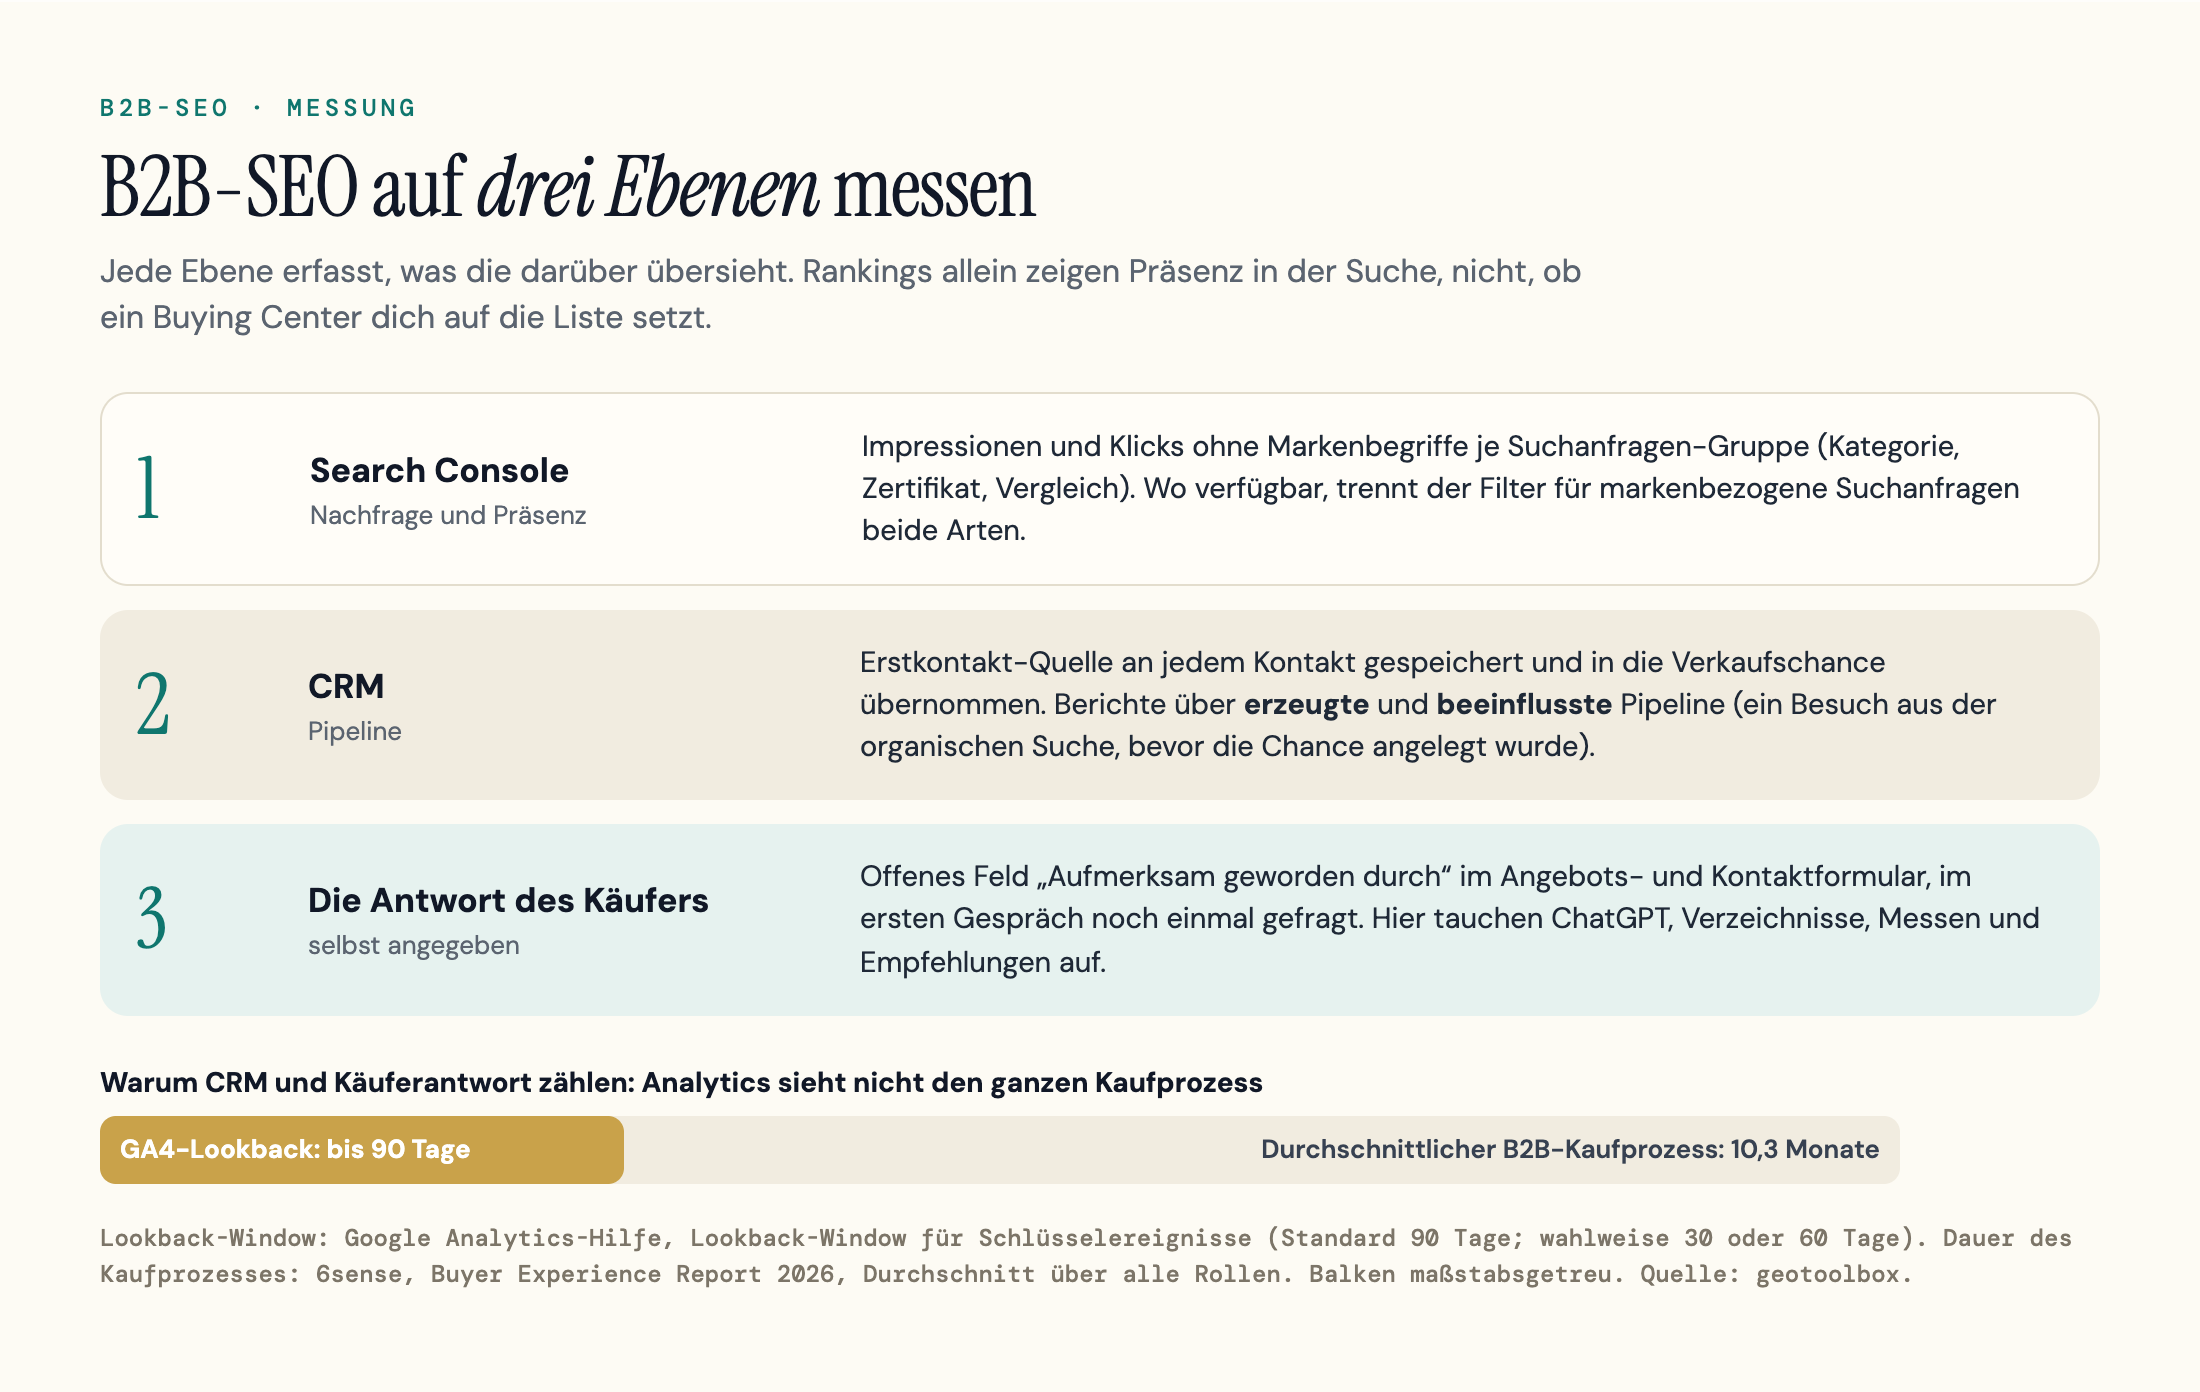 B2B-SEO · MESSUNG
B2B-SEO auf drei Ebenen messen
Jede Ebene erfasst, was die darüber übersieht. Rankings allein zeigen Präsenz in der Suche, nicht, ob
ein Buying Center dich auf die Liste setzt.
1
Search Console
Nachfrage und Präsenz
Impressionen und Klicks ohne Markenbegriffe je Suchanfragen-Gruppe (Kategorie,
Zertifikat, Vergleich). Wo verfügbar, trennt der Filter für markenbezogene Suchanfragen
beide Arten.
2
CRM
Pipeline
Erstkontakt-Quelle an jedem Kontakt gespeichert und in die Verkaufschance
übernommen. Berichte über erzeugte und beeinflusste Pipeline (ein Besuch aus der
organischen Suche, bevor die Chance angelegt wurde).
3
Die Antwort des Käufers
selbst angegeben
Offenes Feld „Aufmerksam geworden durch“ im Angebots- und Kontaktformular, im
ersten Gespräch noch einmal gefragt. Hier tauchen ChatGPT, Verzeichnisse, Messen und
Empfehlungen auf.
Warum CRM und Käuferantwort zählen: Analytics sieht nicht den ganzen Kaufprozess
GA4-Lookback: bis 90 Tage
Durchschnittlicher B2B-Kaufprozess: 10,3 Monate
Lookback-Window: Google Analytics-Hilfe, Lookback-Window für Schlüsselereignisse (Standard 90 Tage; wahlweise 30 oder 60 Tage). Dauer des
Kaufprozesses: 6sense, Buyer Experience Report 2026, Durchschnitt über alle Rollen. Balken maßstabsgetreu. Quelle: geotoolbox.